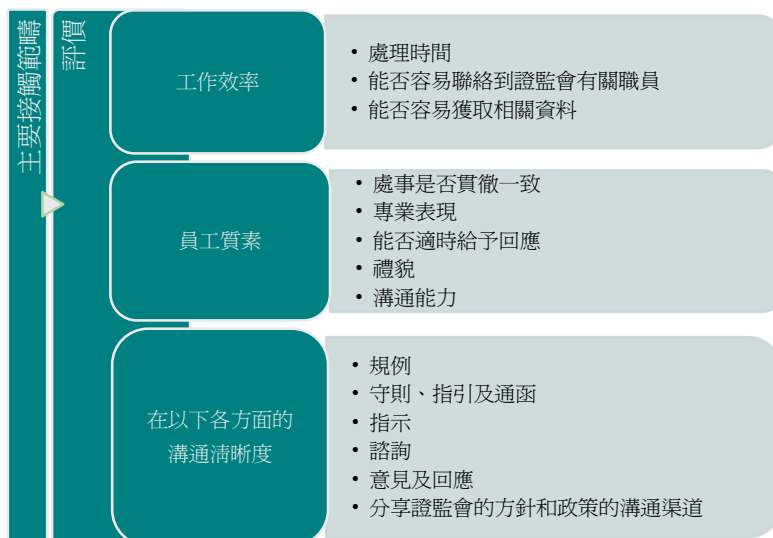 主要接觸範疇
評價
工作效率
• 處理時間
• 能否容易聯絡到證監會有關職員
• 能否容易獲取相關資料
員工質素
• 處事是否貫徹一致
• 專業表現
• 能否適時給予回應
• 禮貌
• 溝通能力
在以下各方面的
溝通清晰度
• 規例
• 守則、指引及通函
• 指示
• 諮詢
• 意見及回應
• 分享證監會的方針和政策的溝通渠道